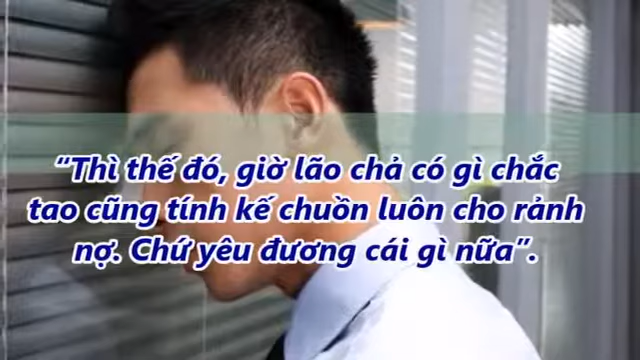 “Thì thế đó, giờ lão chả có gì chắc
tao cũng tính kế chuồn luôn cho rảnh
nợ. Chứ yêu đương cái gì nữa”.